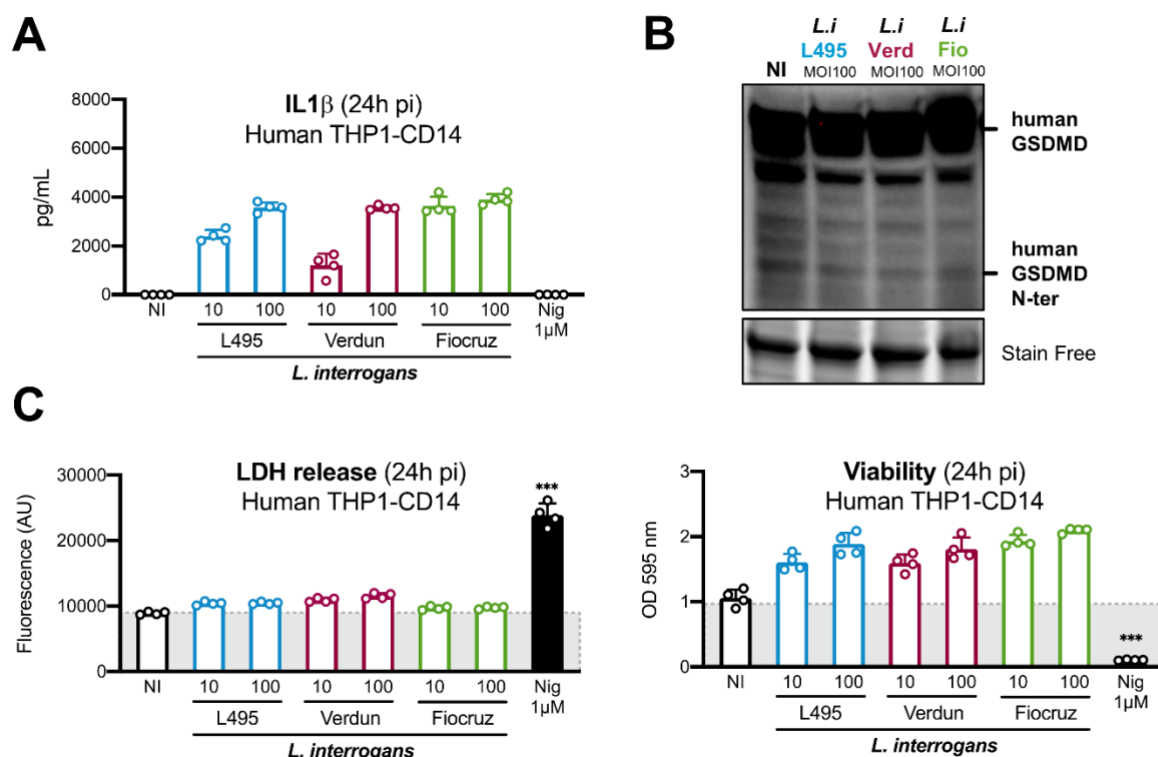 A
IL1β (24h pi)
Human THP1-CD14
pg/mL
8000
6000
4000
2000
0
NI
10 100 10 100 10 100
Nig
1µM
L495 Verdun Fiocruz
L. interrogans
B
L.i L.i L.i
L495 Verd Fio
NI MOI100 MOI100 MOI100
human
GSDMD
human
GSDMD
N-ter
Stain Free
C
LDH release (24h pi)
Human THP1-CD14
Fluorescence (AU)
30000
20000
10000
0
***
NI
10 100 10 100 10 100
Nig
1µM
L495 Verdun Fiocruz
L. interrogans
Viability (24h pi)
Human THP1-CD14
OD 595 nm
3
2
1
0
***
NI
10 100 10 100 10 100
Nig
1µM
L495 Verdun Fiocruz
L. interrogans